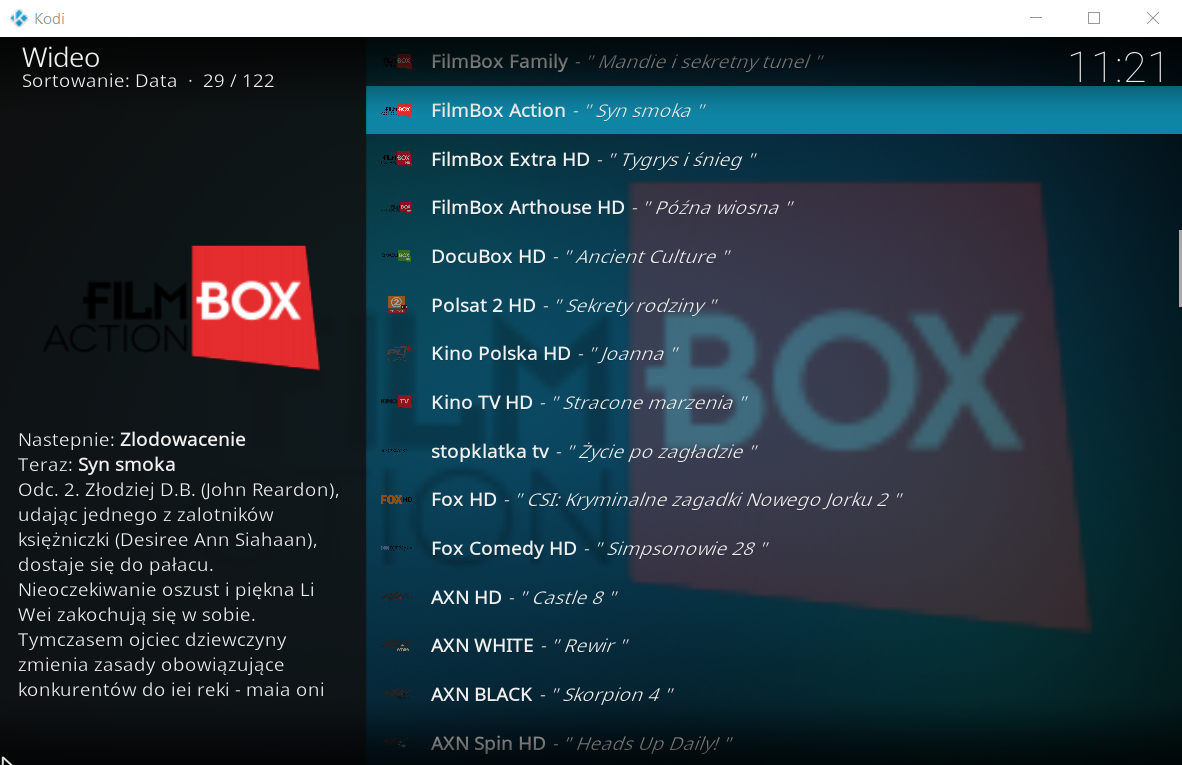 Kodi
Wideo
Sortowanie: Data · 29 / 122
11:21
FilmBox Family - " Mandie i sekretny tunel "
FilmBox Action - " Syn smoka "
FilmBox Extra HD - " Tygrys i śnieg "
FilmBox Arthouse HD - " Późna wiosna "
DocuBox HD - " Ancient Culture "
Polsat 2 HD - " Sekrety rodziny "
Kino Polska HD - " Joanna "
Kino TV HD - " Stracone marzenia "
stopklatka tv - " Życie po zagładzie "
Fox HD - " CSI: Kryminalne zagadki Nowego Jorku 2 "
Fox Comedy HD - " Simpsonowie 28 "
AXN HD - " Castle 8 "
AXN WHITE - " Rewir "
AXN BLACK - " Skorpion 4 "
AXN Spin HD - " Heads Up Daily! "
FILMBOX
ACTION
Nastepnie: Zlodowacenie
Teraz: Syn smoka
Odc. 2. Złodziej D.B. (John Reardon),
udając jednego z zalotników
księżniczki (Desiree Ann Siahaan),
dostaje się do pałacu.
Nieoczekiwanie oszust i piękna Li
Wei zakochują się w sobie.
Tymczasem ojciec dziewczyny
zmienia zasady obowiązujące
konkurentów do jej ręki - mają oni
FILMBOX
ACTION